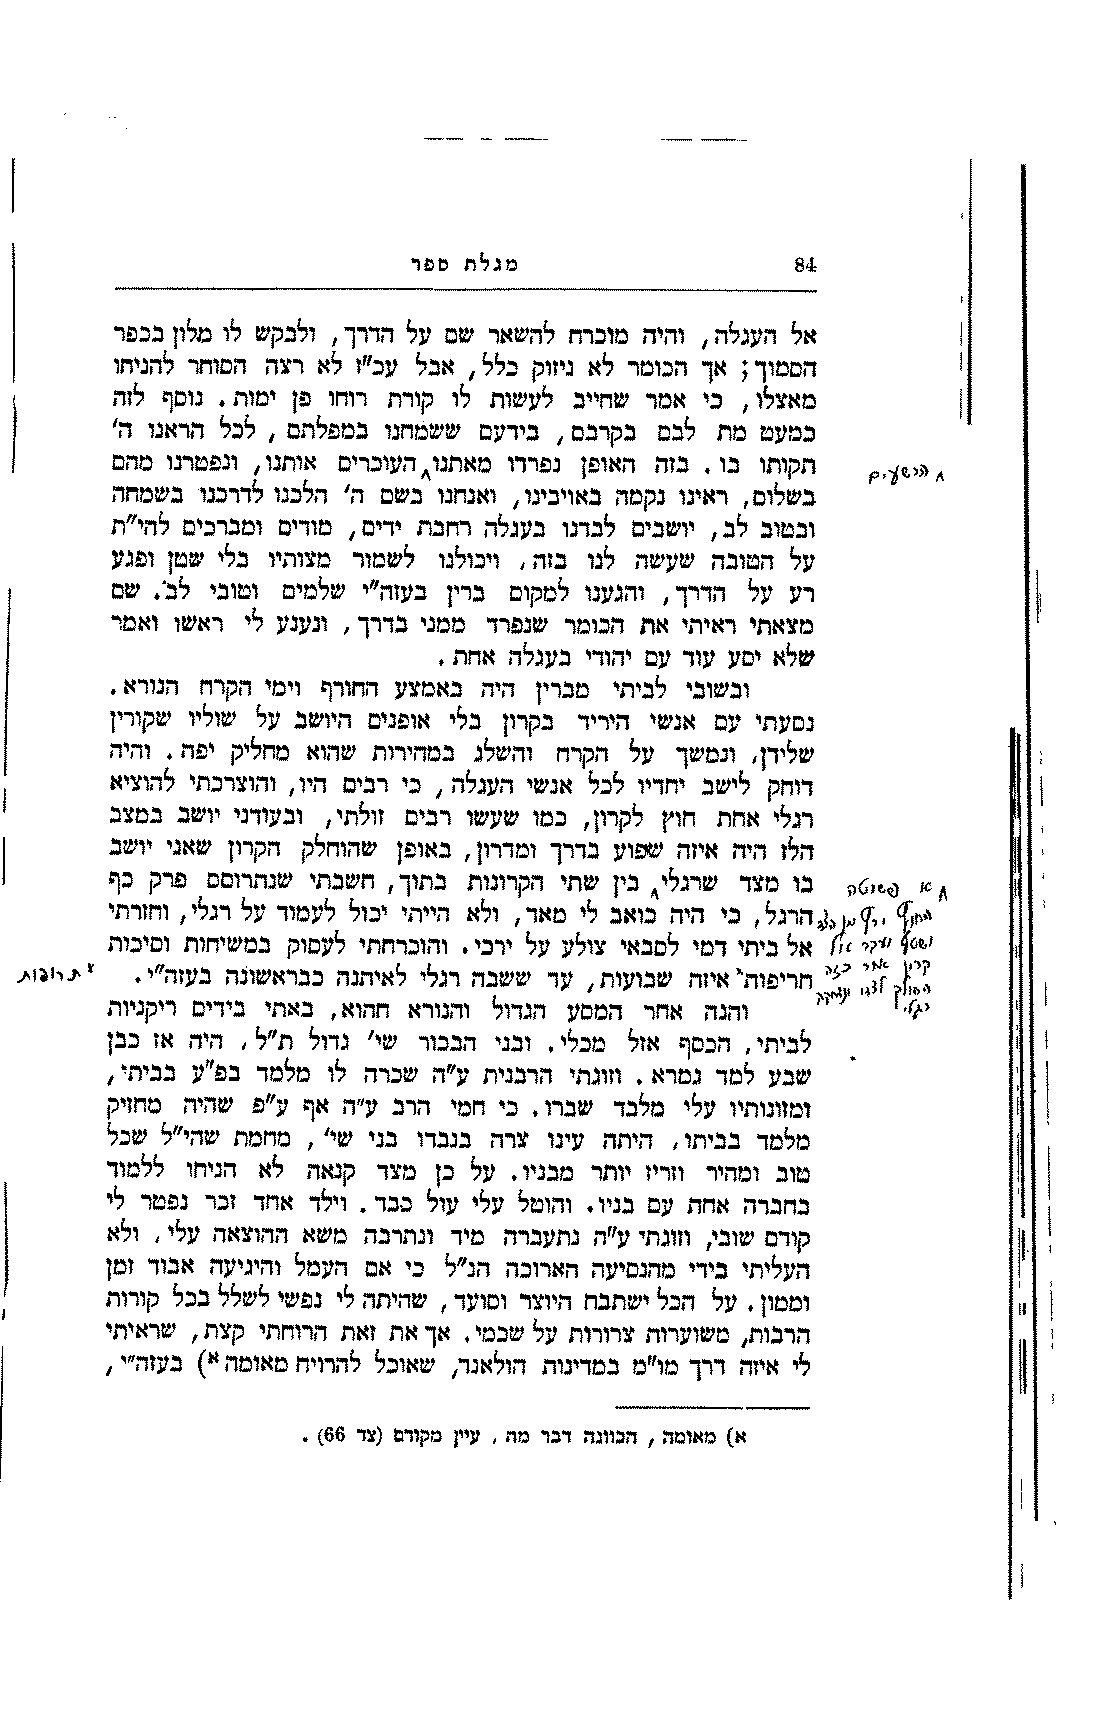 84 מגלת ספר
אל העגלה, והיה מוכרח להשאר שם על הדרך, ולבקש לו מלון בכפר
הסמוך; אך הכומר לא ניזוק כלל, אבל עכ"ז לא רצה הסוחר להניחו
מאצלו, כי אמר שחייב לעשות לו קורת רוחו פן ימות. נוסף לזה
כמעט מת לבם בקרבם, בידעם ששמחנו במפלתם, לכל הראנו ה'
תקותו בו. בזה האופן נפרדו מאתנו העוכרים אותנו, ונפטרנו מהם
^ הרשעים
בשלום, ראינו נקמה באויבינו, ואנחנו בשם ה' הלכנו לדרכנו בשמחה
ובטוב לב, יושבים לבדנו בעגלה רחבת ידים, מודים ומברכים להי"ת
על הטובה שעשה לנו בזה, ויכולנו לשמור מצותיו בלי שטן ופגע
רע על הדרך, והגענו למקום ברין בעזה"י שלמים וטובי לב. שם
מצאתי ראיתי את הכומר שנפרד ממני בדרך, ונענע לי ראשו ואמר
שלא יסע עוד עם יהודי בעגלה אחת.
ובשובי לביתי מברין היה באמצע החורף וימי הקרח הנורא.
נסעתי עם אנשי היריד בקרון בלי אופנים היושב על שוליו שקורין
שלידן, ונמשך על הקרח והשלג במהירות שהוא מחליק יפה. והיה
דוחק לישב יחדיו לכל אנשי העגלה, כי רבים היו, והוצרכתי להוציא
רגלי אחת חוץ לקרון, כמו שעשו רבים זולתי, ובעודני יושב במצב
הלז היה איזה שפוע בדרך ומדרון, באופן שהוחלק הקרון שאני יושב
בו מצד שרגלי בין שתי הקרונות בתוך, חשבתי שנתרוסס פרק כף
^ א פשוטה
הרגל, כי היה כואב לי מאד, ולא הייתי יכול לעמוד על רגלי, וחזרתי
אל ביתי דמי לסבאי צולע על ירכי. והוכרחתי לעסוק במשיחות וסיכות
חריפות איזה שבועות, עד ששבה רגלי לאיתנה כבראשונה בעזה"י.
תרופות
רגלי
והנה אחר המסע הגדול והנורא ההוא, באתי בידים ריקניות
לביתי, הכסף אזל מכלי. ובני הבכור שי' גדול ת"ל, היה אז כבן
שבע למד גמרא. וזוגתי הרבנית ע"ה שכרה לו מלמד בפ"ע בביתי,
ומזונותיו עלי מלבד שברו. כי חמי הרב ע"ה אף ע"פ שהיה מחזיק
מלמד בביתו, היתה עינו צרה בנבדו בני שי', מחמת שהי"ל שכל
טוב ומהיר וזריז יותר מבניו. על כן מצד קנאה לא הניחו ללמוד
בחברה אחת עם בניו. והוטל עלי עול כבד. וילד אחד זכר נפטר לי
קודם שובי, וזוגתי ע"ה נתעברה מיד ונתרבה משא ההוצאה עלי, ולא
העליתי בידי מהנסיעה הארוכה הנ"ל כי אם העמל והיגיעה אבוד זמן
וממון. על הכל ישתבח היוצר וסועד, שהיתה לי נפשי לשלל בכל קורות
הרבות, משוערות צרורות על שכמי. אך את זאת הרוחתי קצת, שראיתי
לי איזה דרך מו"מ במדינות הולאנד, שאוכל להרויח מאומה א) בעזה"י,
א) מאומה, הכוונה דבר מה, עיין מקודם (צד 66).